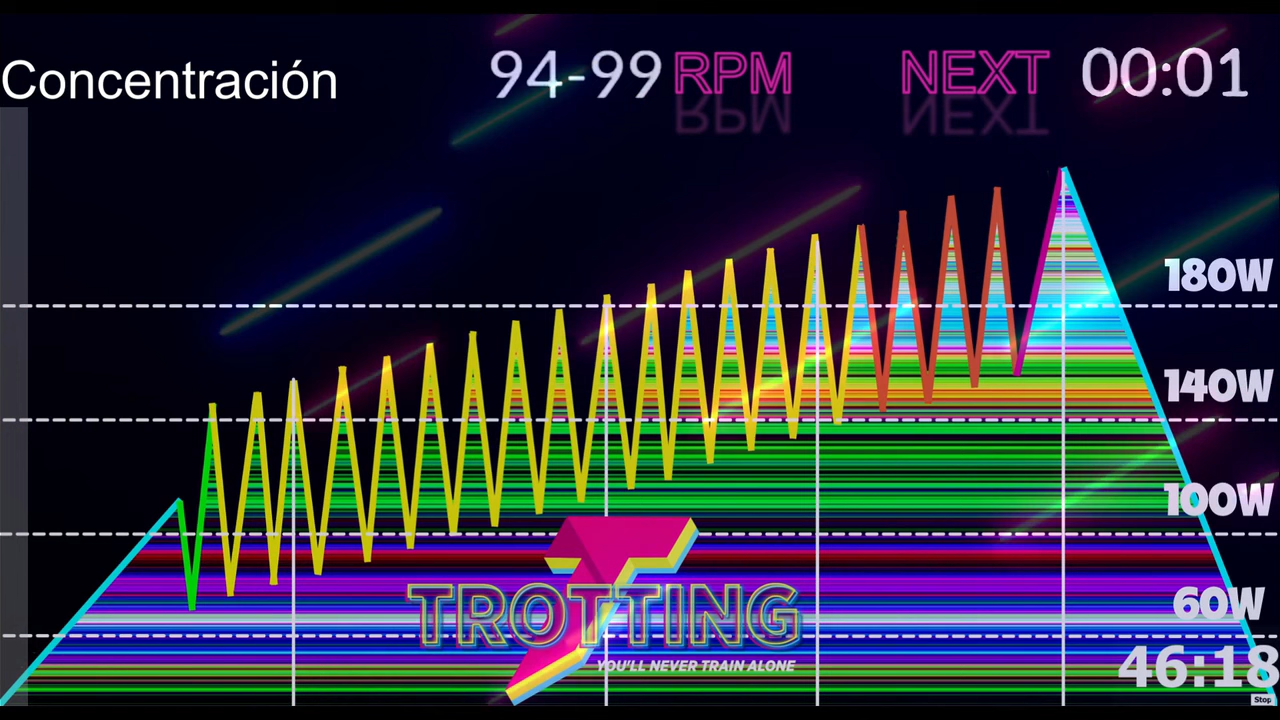 Concentración 94-99 RPM NEXT 00:01
180W
140W
100W
60W
TROTTING
YOU'LL NEVER TRAIN ALONE
46:18
Stop